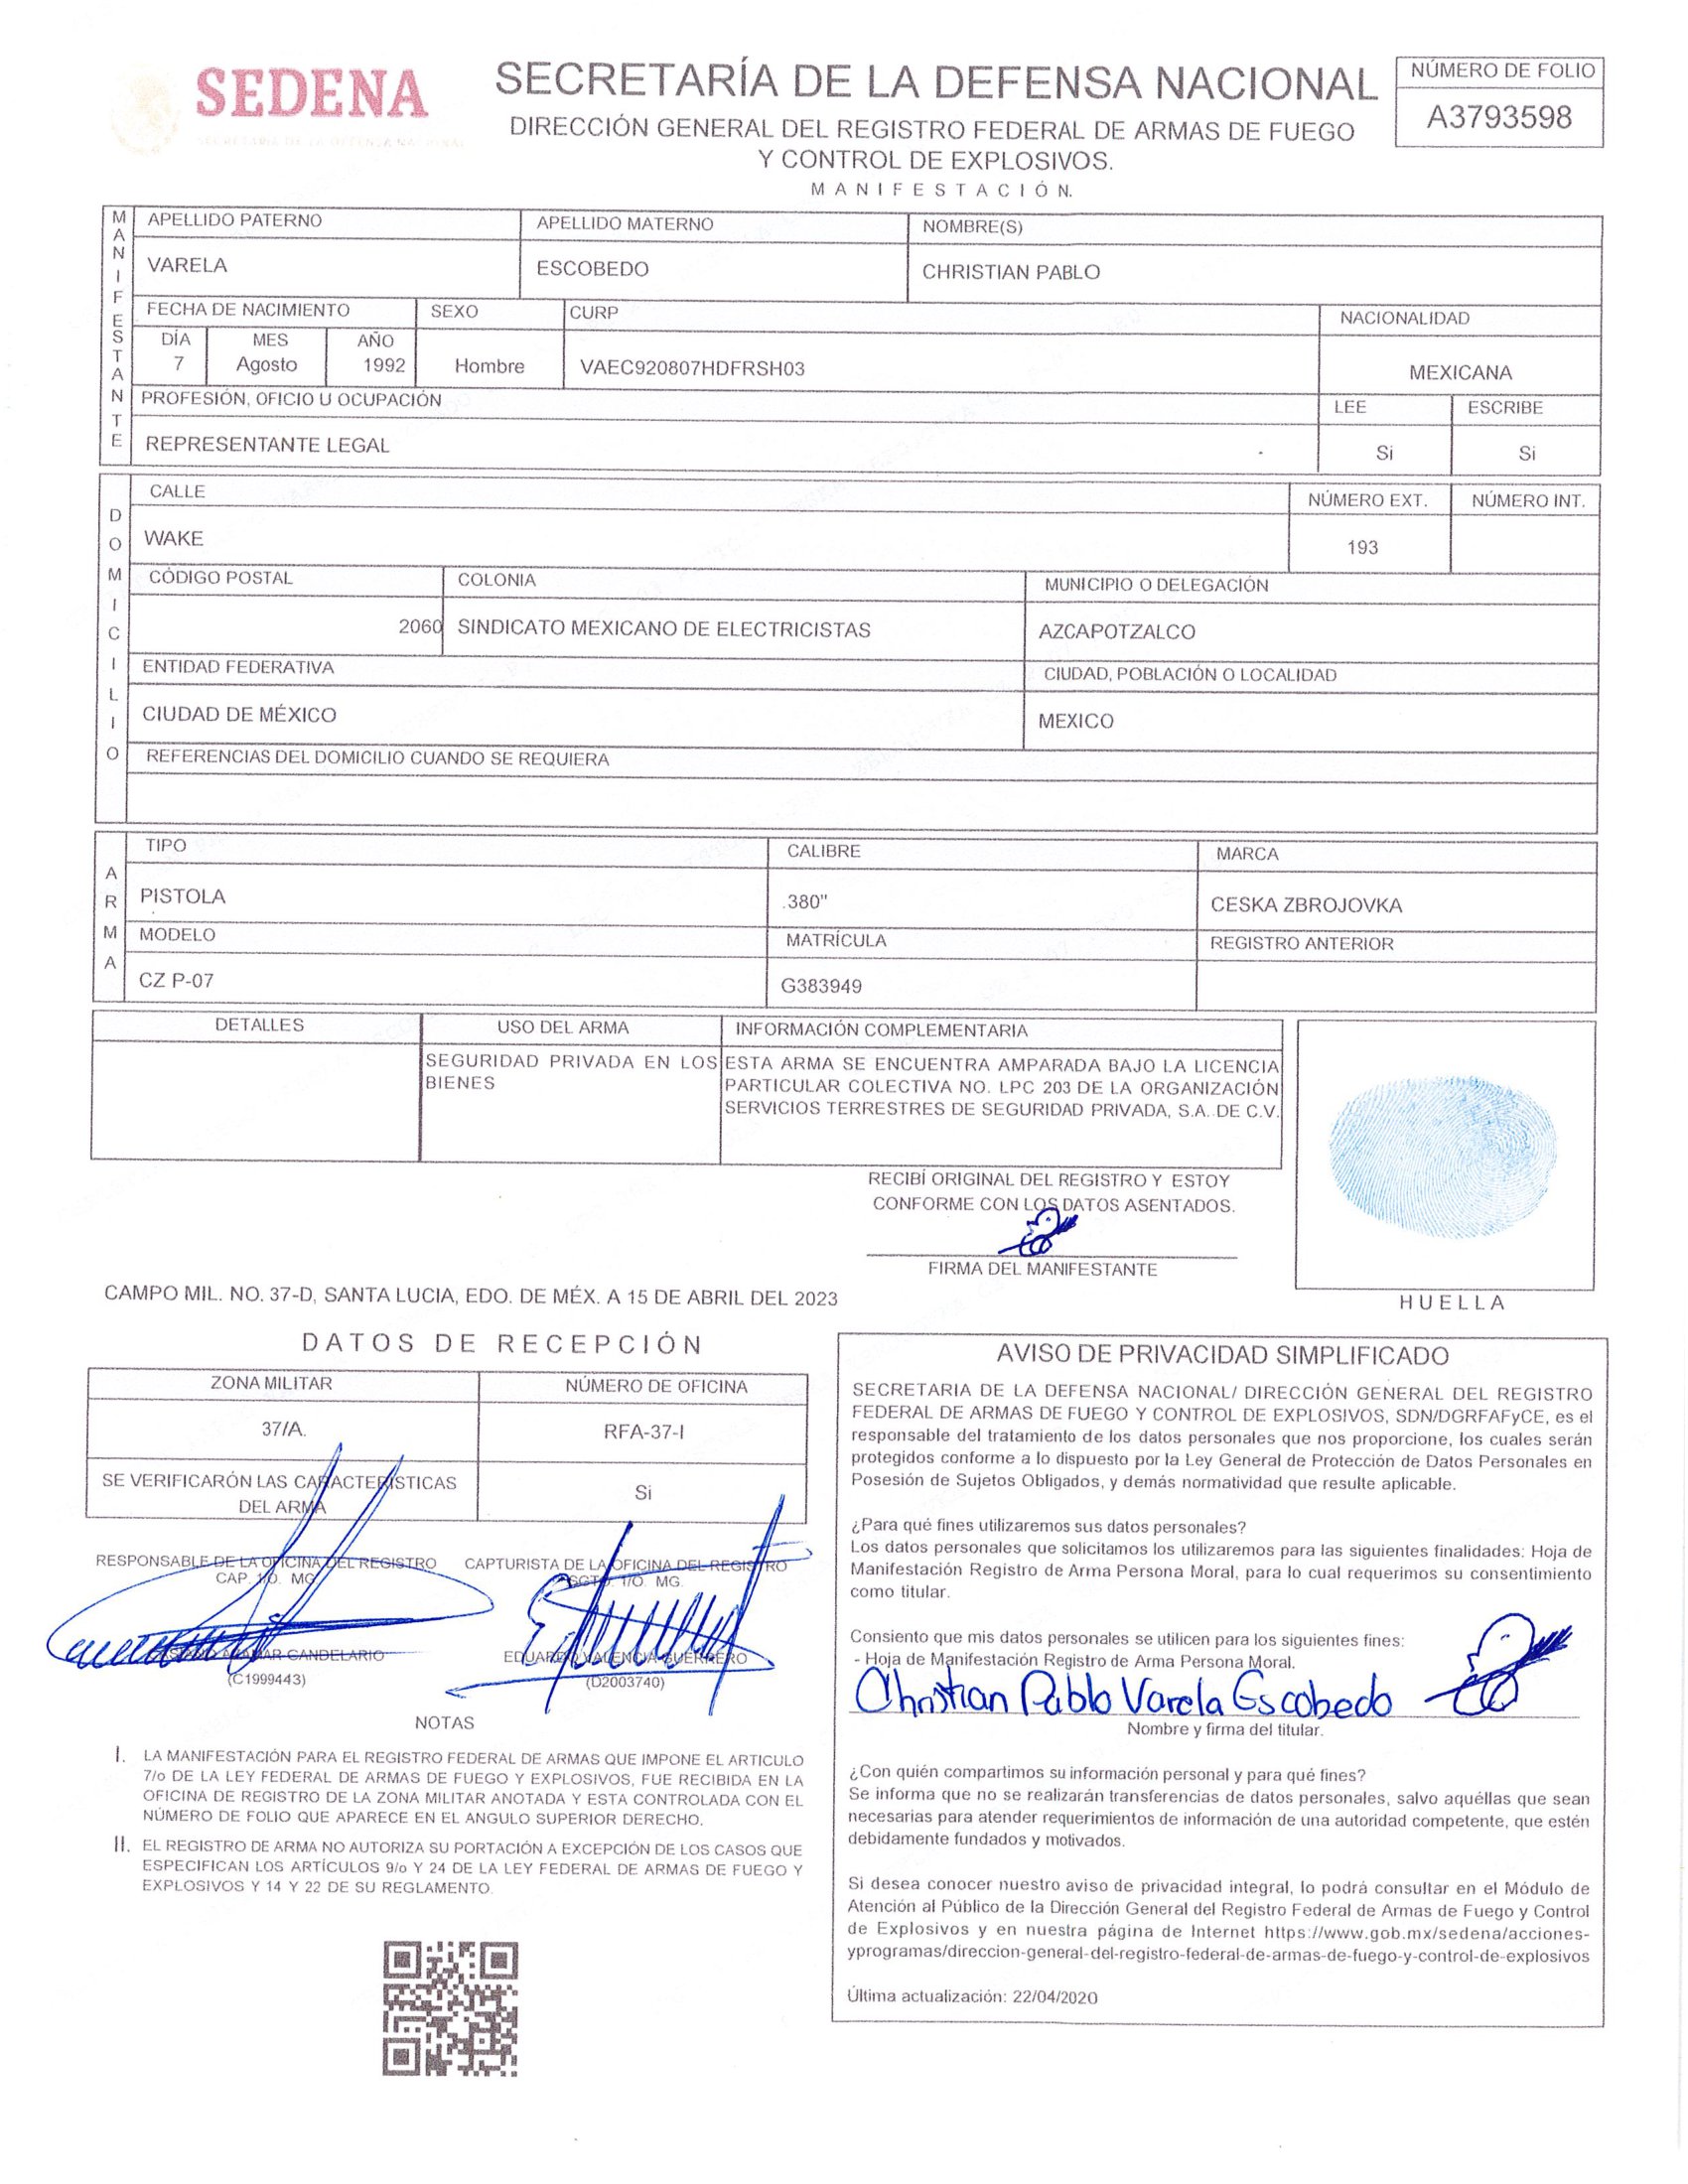 SEDENA
SECRETARÍA DE LA DEFENSA NACIONAL
SECRETARÍA DE LA DEFENSA NACIONAL
DIRECCIÓN GENERAL DEL REGISTRO FEDERAL DE ARMAS DE FUEGO
Y CONTROL DE EXPLOSIVOS.
MANIFESTACIÓN.
NÚMERO DE FOLIO
A3793598
MANIFESTANTE
APELLIDO PATERNO APELLIDO MATERNO NOMBRE(S)
VARELA ESCOBEDO CHRISTIAN PABLO
FECHA DE NACIMIENTO SEXO CURP NACIONALIDAD
DÍA MES AÑO
7 Agosto 1992 Hombre VAEC920807HDFRSH03 MEXICANA
PROFESIÓN, OFICIO U OCUPACIÓN LEE ESCRIBE
REPRESENTANTE LEGAL Si Si
DOMICILIO
CALLE NÚMERO EXT. NÚMERO INT.
WAKE 193
CÓDIGO POSTAL COLONIA MUNICIPIO O DELEGACIÓN
2060 SINDICATO MEXICANO DE ELECTRICISTAS AZCAPOTZALCO
ENTIDAD FEDERATIVA CIUDAD, POBLACIÓN O LOCALIDAD
CIUDAD DE MÉXICO MEXICO
REFERENCIAS DEL DOMICILIO CUANDO SE REQUIERA
ARMA
TIPO CALIBRE MARCA
PISTOLA .380" CESKA ZBROJOVKA
MODELO MATRÍCULA REGISTRO ANTERIOR
CZ P-07 G383949
DETALLES USO DEL ARMA INFORMACIÓN COMPLEMENTARIA
SEGURIDAD PRIVADA EN LOS BIENES
ESTA ARMA SE ENCUENTRA AMPARADA BAJO LA LICENCIA
PARTICULAR COLECTIVA NO. LPC 203 DE LA ORGANIZACIÓN
SERVICIOS TERRESTRES DE SEGURIDAD PRIVADA, S.A. DE C.V.
RECIBÍ ORIGINAL DEL REGISTRO Y ESTOY
CONFORME CON LOS DATOS ASENTADOS.
FIRMA DEL MANIFESTANTE
HUELLA
CAMPO MIL. NO. 37-D, SANTA LUCIA, EDO. DE MÉX. A 15 DE ABRIL DEL 2023
DATOS DE RECEPCIÓN
ZONA MILITAR NÚMERO DE OFICINA
37/A. RFA-37-I
SE VERIFICARÓN LAS CARACTERÍSTICAS
DEL ARMA
Si
RESPONSABLE DE LA OFICINA DEL REGISTRO
CAP. 1/O. MG
CANDELARIO
(C1999443)
CAPTURISTA DE LA OFICINA DEL REGISTRO
SGTO. 1/O. MG.
EDUARDO VALENCIA GUERRERO
(D2003740)
NOTAS
I. LA MANIFESTACIÓN PARA EL REGISTRO FEDERAL DE ARMAS QUE IMPONE EL ARTICULO
7/o DE LA LEY FEDERAL DE ARMAS DE FUEGO Y EXPLOSIVOS, FUE RECIBIDA EN LA
OFICINA DE REGISTRO DE LA ZONA MILITAR ANOTADA Y ESTA CONTROLADA CON EL
NÚMERO DE FOLIO QUE APARECE EN EL ANGULO SUPERIOR DERECHO.
II. EL REGISTRO DE ARMA NO AUTORIZA SU PORTACIÓN A EXCEPCIÓN DE LOS CASOS QUE
ESPECIFICAN LOS ARTÍCULOS 9/o Y 24 DE LA LEY FEDERAL DE ARMAS DE FUEGO Y
EXPLOSIVOS Y 14 Y 22 DE SU REGLAMENTO.
AVISO DE PRIVACIDAD SIMPLIFICADO
SECRETARIA DE LA DEFENSA NACIONAL/ DIRECCIÓN GENERAL DEL REGISTRO
FEDERAL DE ARMAS DE FUEGO Y CONTROL DE EXPLOSIVOS, SDN/DGRFAFyCE, es el
responsable del tratamiento de los datos personales que nos proporcione, los cuales serán
protegidos conforme a lo dispuesto por la Ley General de Protección de Datos Personales en
Posesión de Sujetos Obligados, y demás normatividad que resulte aplicable.
¿Para qué fines utilizaremos sus datos personales?
Los datos personales que solicitamos los utilizaremos para las siguientes finalidades: Hoja de
Manifestación Registro de Arma Persona Moral, para lo cual requerimos su consentimiento
como titular.
Consiento que mis datos personales se utilicen para los siguientes fines:
- Hoja de Manifestación Registro de Arma Persona Moral.
Christian Pablo Varela Escobedo
Nombre y firma del titular.
¿Con quién compartimos su información personal y para qué fines?
Se informa que no se realizarán transferencias de datos personales, salvo aquéllas que sean
necesarias para atender requerimientos de información de una autoridad competente, que estén
debidamente fundados y motivados.
Si desea conocer nuestro aviso de privacidad integral, lo podrá consultar en el Módulo de
Atención al Público de la Dirección General del Registro Federal de Armas de Fuego y Control
de Explosivos y en nuestra página de Internet https://www.gob.mx/sedena/acciones-
yprogramas/direccion-general-del-registro-federal-de-armas-de-fuego-y-control-de-explosivos
Última actualización: 22/04/2020